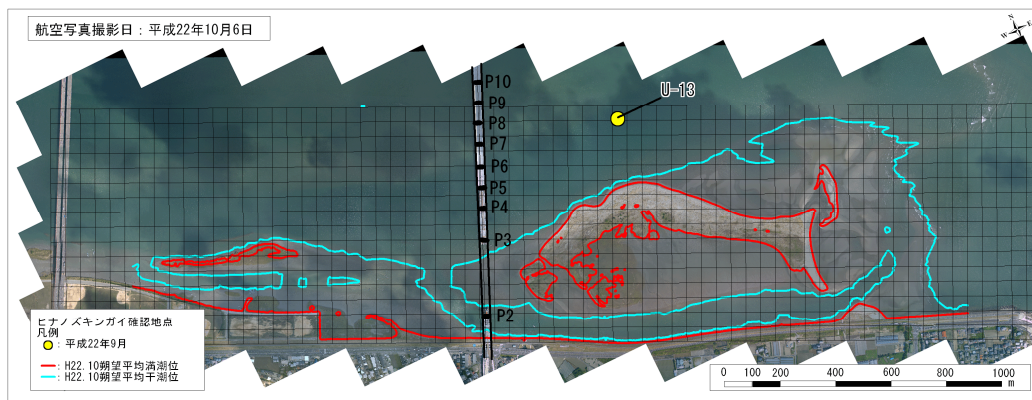 航空写真撮影日：平成22年10月6日
N
W
E
S
P10
U-13
P9
P8
P7
P6
P5
P4
P3
P2
ヒナノズキンガイ確認地点
凡例
：平成22年9月
：H22.10朔望平均満潮位
：H22.10朔望平均干潮位
0 100 200 400 600 800 1000
m